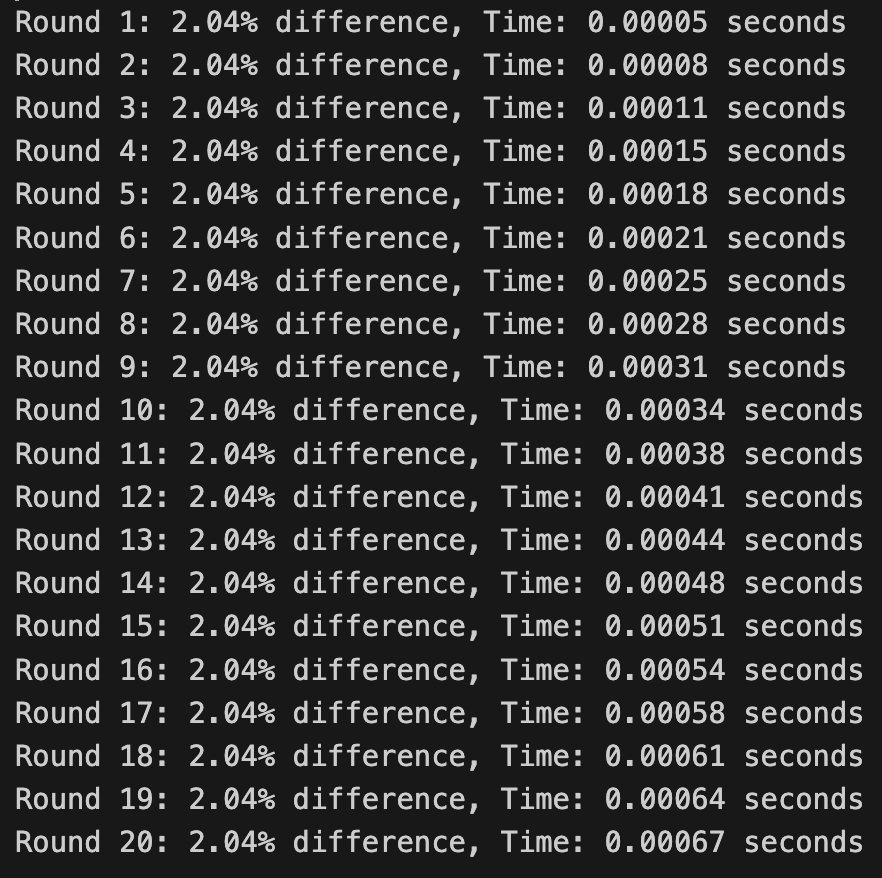 Round 1: 2.04% difference, Time: 0.00005 seconds
Round 2: 2.04% difference, Time: 0.00008 seconds
Round 3: 2.04% difference, Time: 0.00011 seconds
Round 4: 2.04% difference, Time: 0.00015 seconds
Round 5: 2.04% difference, Time: 0.00018 seconds
Round 6: 2.04% difference, Time: 0.00021 seconds
Round 7: 2.04% difference, Time: 0.00025 seconds
Round 8: 2.04% difference, Time: 0.00028 seconds
Round 9: 2.04% difference, Time: 0.00031 seconds
Round 10: 2.04% difference, Time: 0.00034 seconds
Round 11: 2.04% difference, Time: 0.00038 seconds
Round 12: 2.04% difference, Time: 0.00041 seconds
Round 13: 2.04% difference, Time: 0.00044 seconds
Round 14: 2.04% difference, Time: 0.00048 seconds
Round 15: 2.04% difference, Time: 0.00051 seconds
Round 16: 2.04% difference, Time: 0.00054 seconds
Round 17: 2.04% difference, Time: 0.00058 seconds
Round 18: 2.04% difference, Time: 0.00061 seconds
Round 19: 2.04% difference, Time: 0.00064 seconds
Round 20: 2.04% difference, Time: 0.00067 seconds